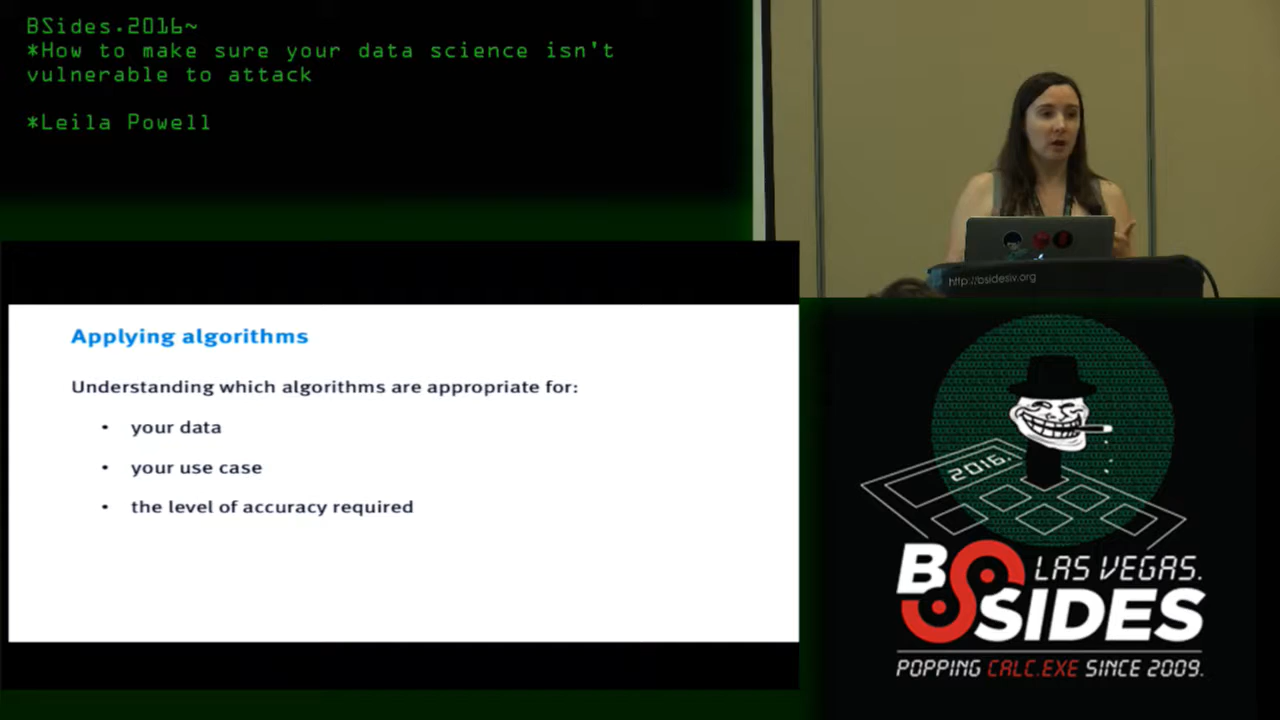 BSides.2016~
*How to make sure your data science isn't
vulnerable to attack
*Leila Powell
http://bsideslv.org
Applying algorithms
Understanding which algorithms are appropriate for:
• your data
• your use case
• the level of accuracy required
2016.
BSIDES
LAS VEGAS.
POPPING CALC.EXE SINCE 2009.